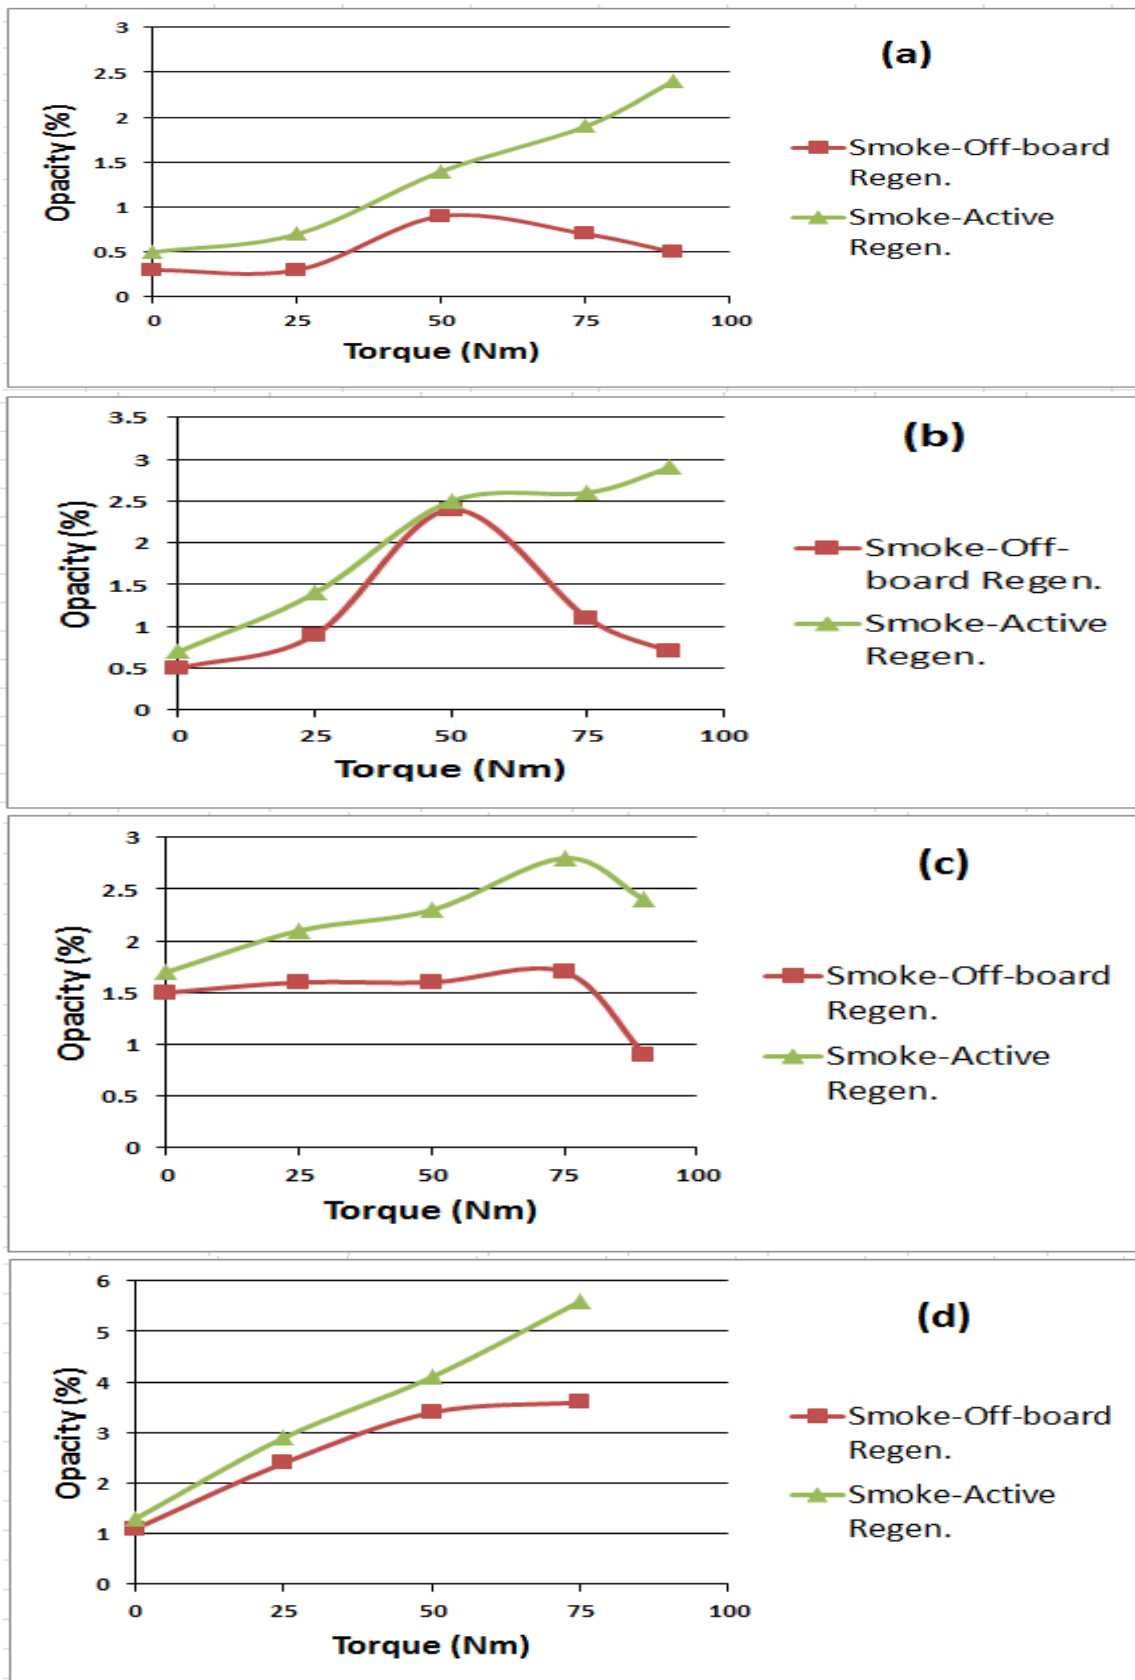 3
(a)
2.5
2
1.5
1
0.5
0
Opacity (%)
0 25 50 75 100
Torque (Nm)
Smoke-Off-board
Regen.
Smoke-Active
Regen.
3.5
(b)
3
2.5
2
1.5
1
0.5
0
Opacity (%)
0 25 50 75 100
Torque (Nm)
Smoke-Off-
board Regen.
Smoke-Active
Regen.
3
(c)
2.5
2
1.5
1
0.5
0
Opacity (%)
0 25 50 75 100
Torque (Nm)
Smoke-Off-board
Regen.
Smoke-Active
Regen.
6
(d)
5
4
3
2
1
0
Opacity (%)
0 25 50 75 100
Torque (Nm)
Smoke-Off-board
Regen.
Smoke-Active
Regen.